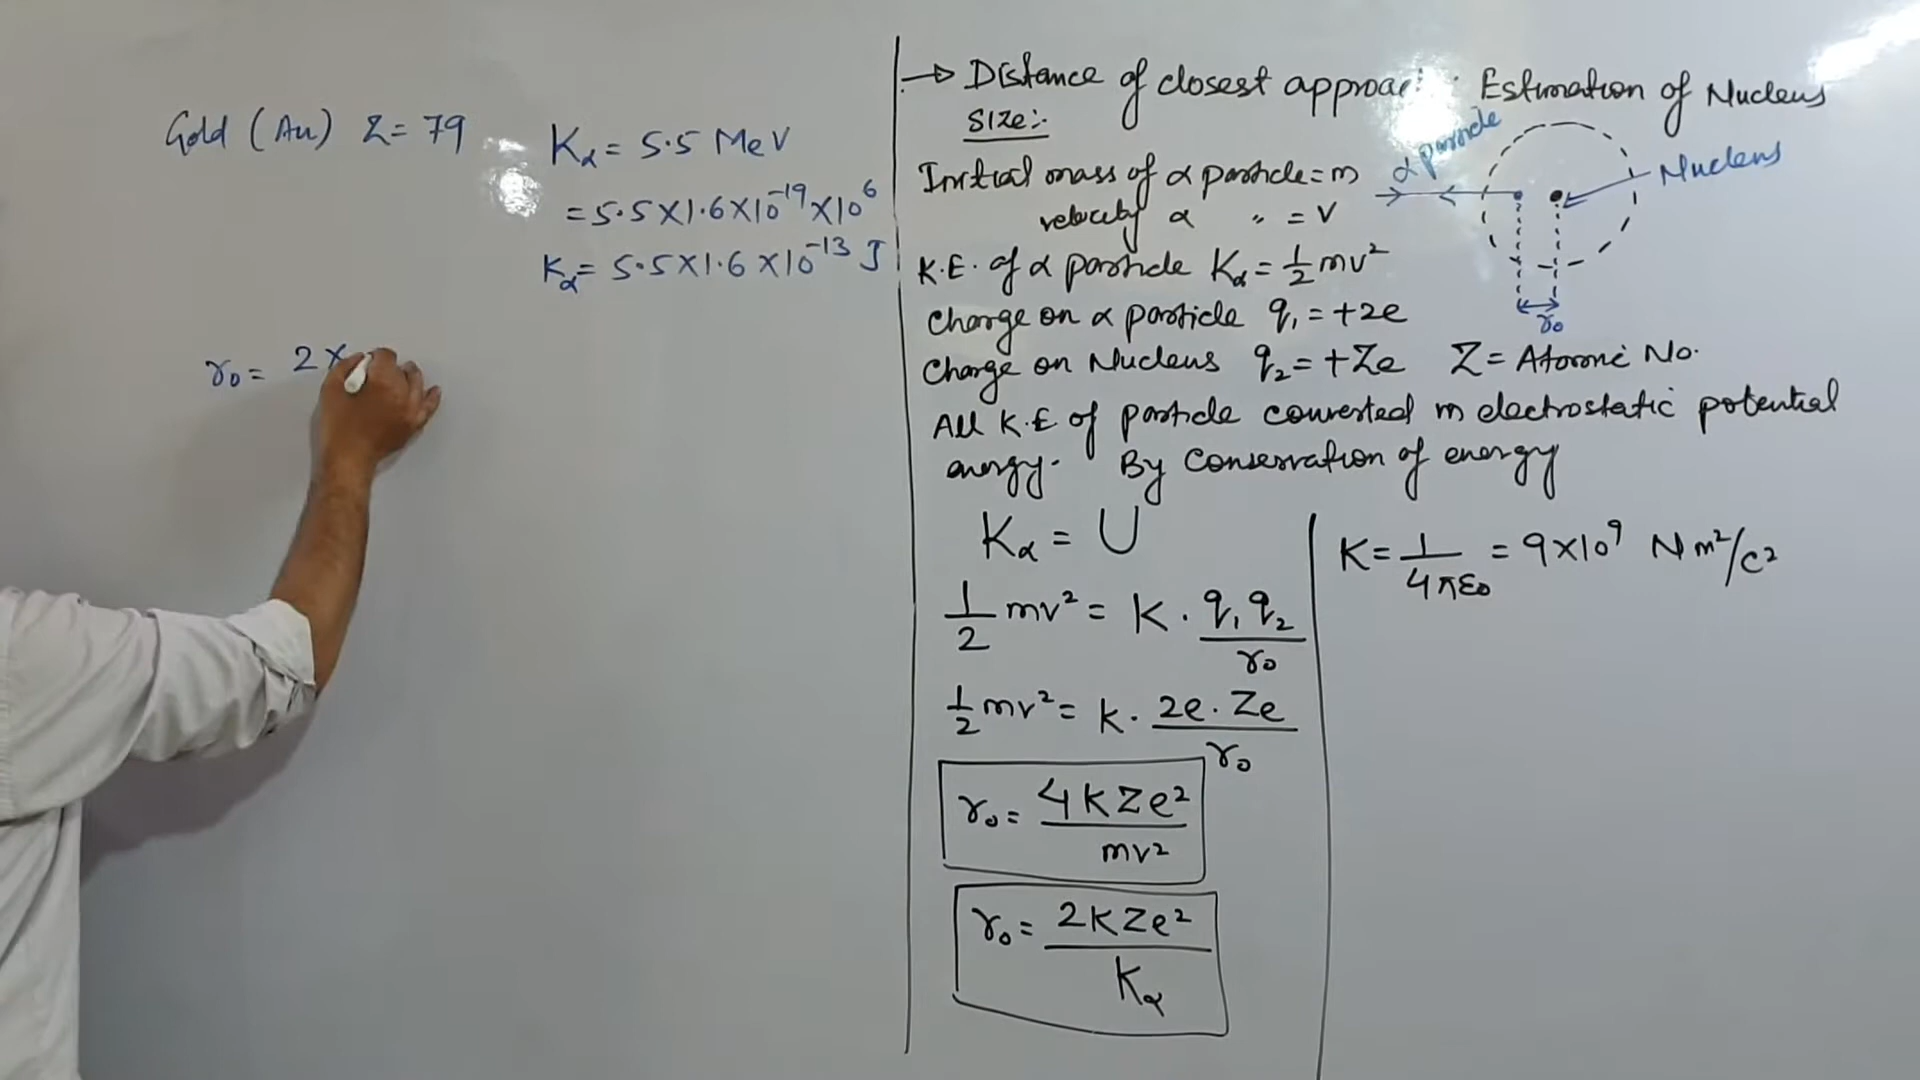 Gold (Au) Z = 79
Kα = 5.5 MeV
= 5.5 × 1.6 × 10⁻¹⁹ × 10⁶
Kα = 5.5 × 1.6 × 10⁻¹³ J
r₀ = 2 ×
→ Distance of closest Estimation of Nucleus
Size:-
α particle
Nucleus
r₀
Initial mass of α particle = m
velocity α " = v
K.E. of α particle Kα = 1/2 mv²
Charge on α particle q₁ = +2e
Charge on Nucleus q₂ = +Ze Z = Atomic No.
All K.E of particle converted in electrostatic potential
energy. By Conservation of energy
Kα = U
1/2 mv² = K · q₁q₂/r₀
1/2 mv² = K · 2e · Ze/r₀
r₀ = 4KZe²/mv²
r₀ = 2KZe²/Kα
K = 1/4πε₀ = 9×10⁹ Nm²/C²